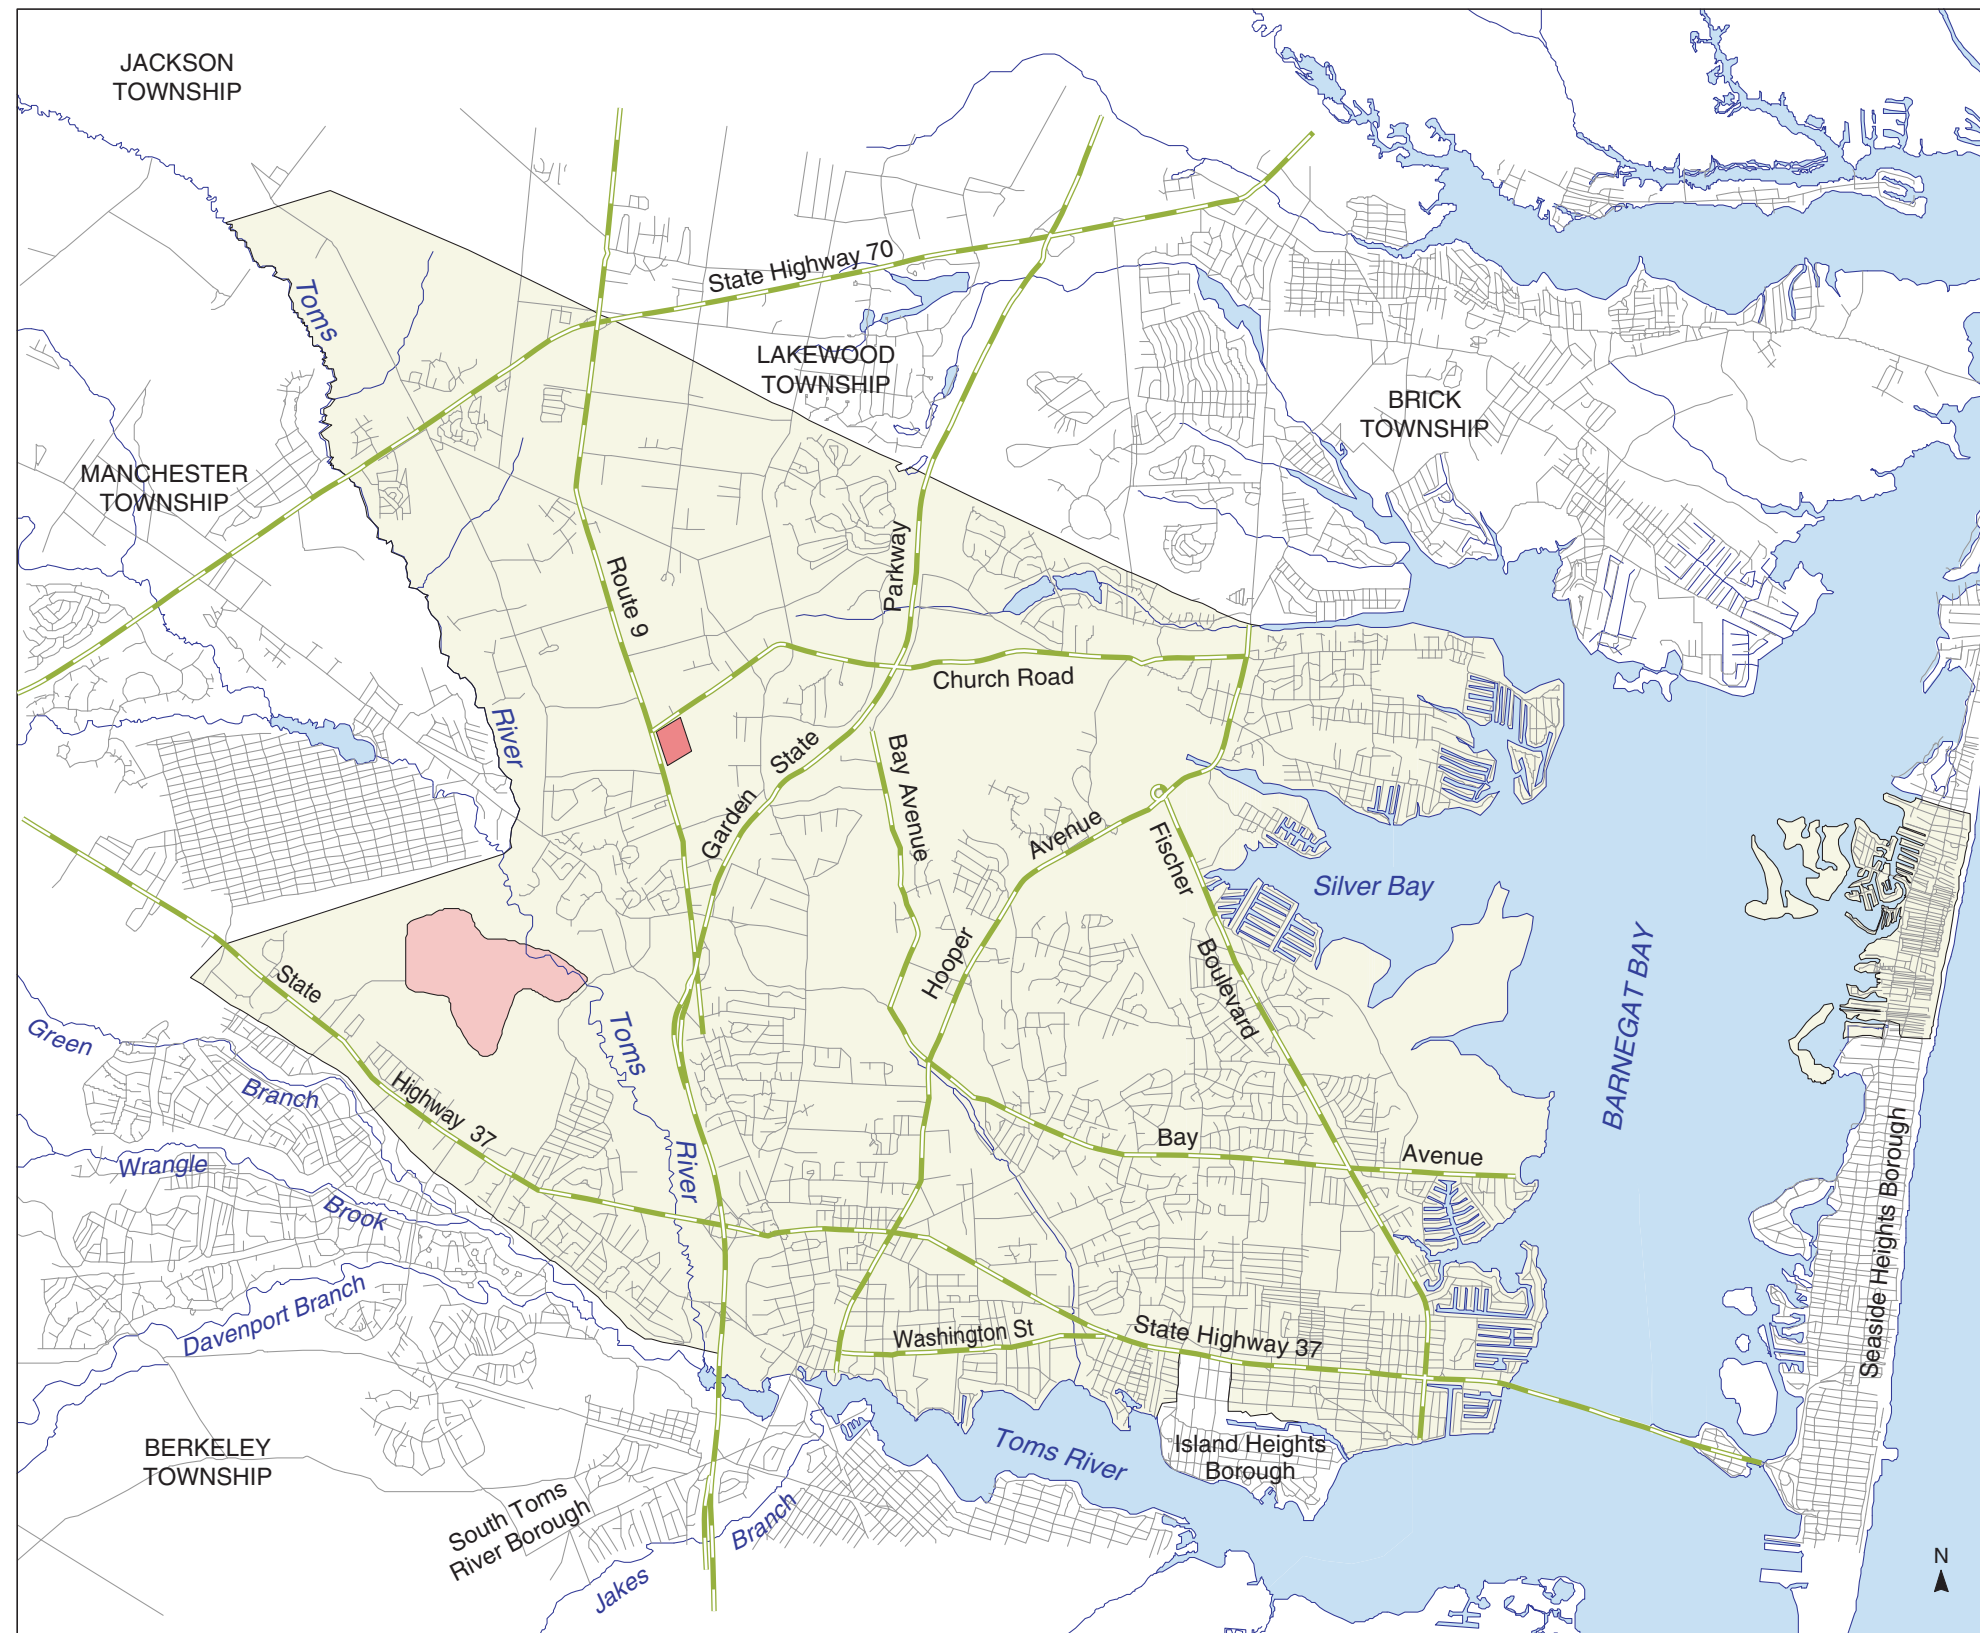 JACKSON
TOWNSHIP
State Highway 70
Toms
LAKEWOOD
TOWNSHIP
BRICK
TOWNSHIP
MANCHESTER
TOWNSHIP
Parkway
Route 9
Church Road
River
State
Bay Avenue
Garden
Avenue
Fischer
Silver Bay
Hooper
State
Boulevard
BARNEGAT BAY
Green
Toms
Branch
Highway 37
Bay
Avenue
River
Wrangle
Brook
Seaside Heights Borough
Davenport Branch
Washington St
State Highway 37
BERKELEY
TOWNSHIP
Toms River
Island Heights
Borough
South Toms
River Borough
Branch
Jakes
N